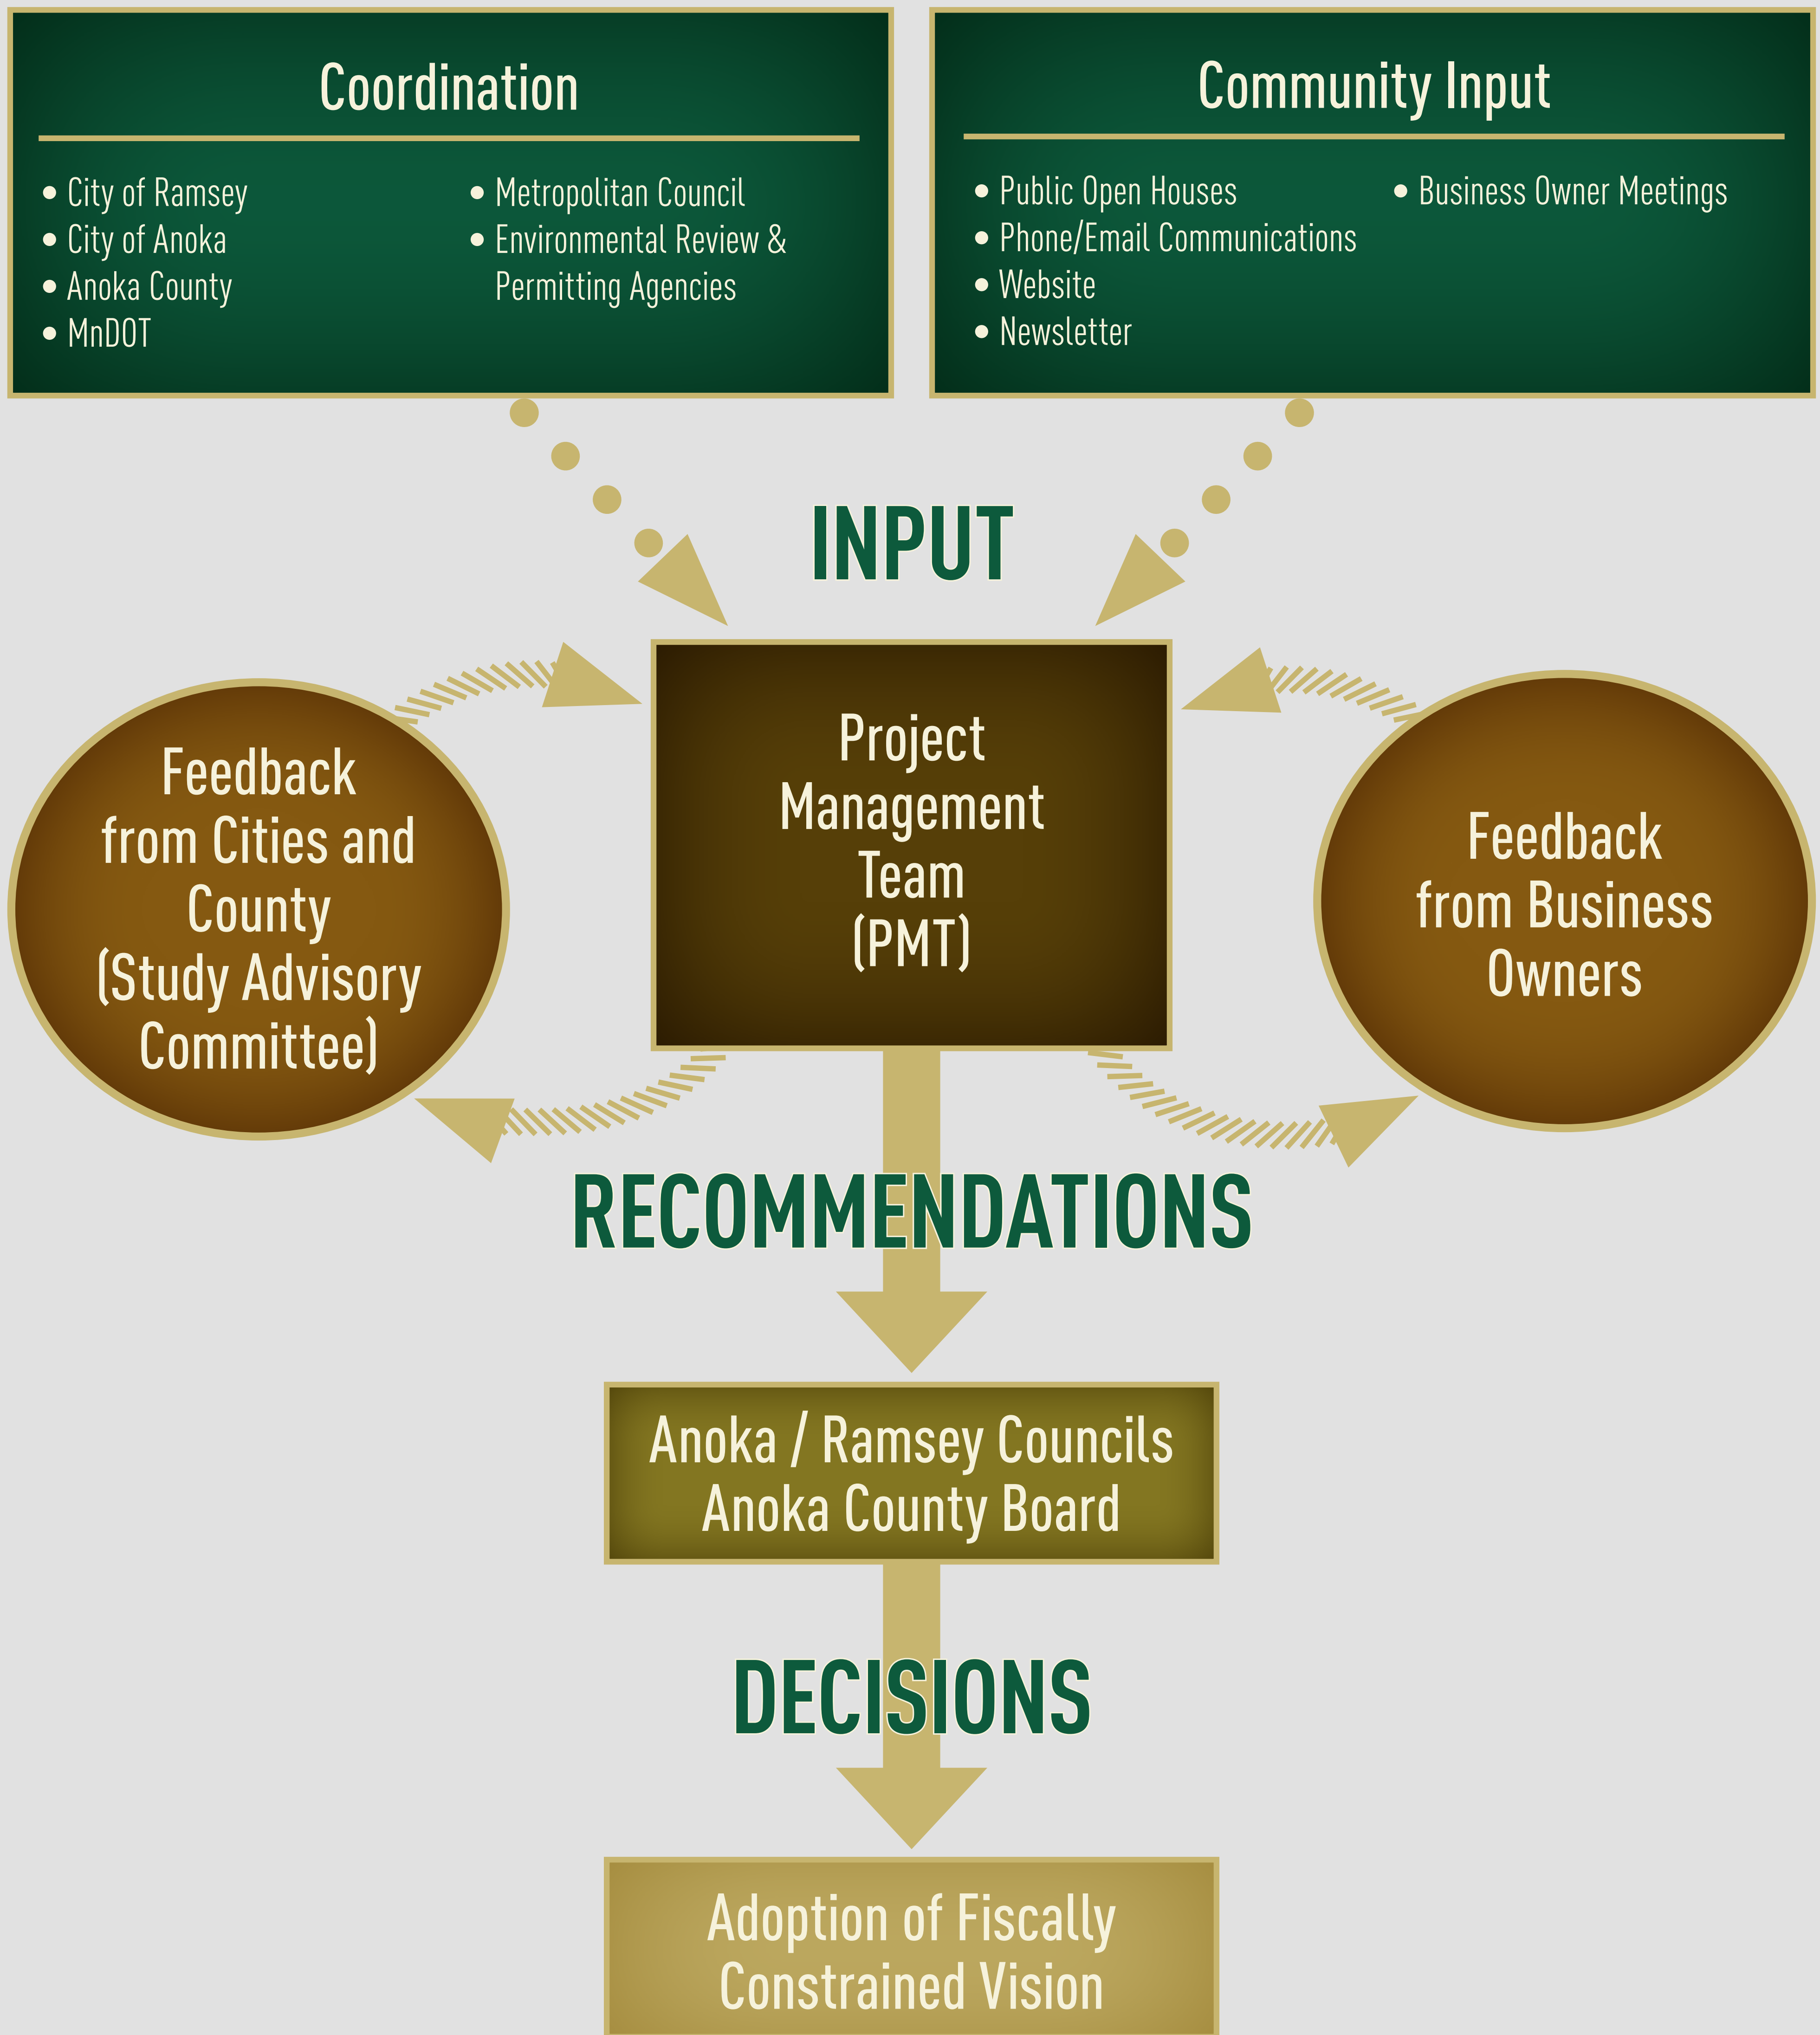 Coordination
• City of Ramsey
• City of Anoka
• Anoka County
• MnDOT
• Metropolitan Council
• Environmental Review &
Permitting Agencies
Community Input
• Public Open Houses
• Phone/Email Communications
• Website
• Newsletter
• Business Owner Meetings
INPUT
Feedback
from Cities and
County
(Study Advisory
Committee)
Project
Management
Team
(PMT)
Feedback
from Business
Owners
RECOMMENDATIONS
Anoka / Ramsey Councils
Anoka County Board
DECISIONS
Adoption of Fiscally
Constrained Vision